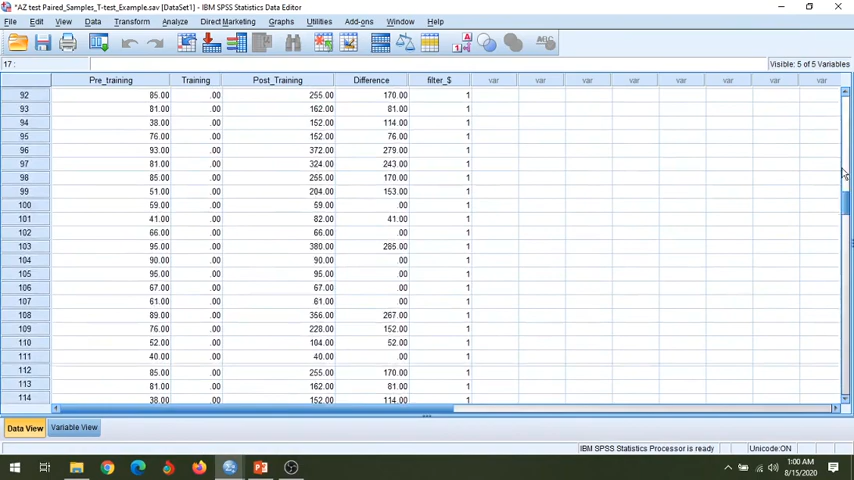 *AZ test Paired_Samples_T-test_Example.sav [DataSet1] - IBM SPSS Statistics Data Editor
File Edit View Data Transform Analyze Direct Marketing Graphs Utilities Add-ons Window Help
17 : Visible: 5 of 5 Variables
Pre_training Training Post_Training Difference filter_$ var var var var var var var var
92 85.00 .00 255.00 170.00 1
93 81.00 .00 162.00 81.00 1
94 38.00 .00 152.00 114.00 1
95 76.00 .00 152.00 76.00 1
96 93.00 .00 372.00 279.00 1
97 81.00 .00 324.00 243.00 1
98 85.00 .00 255.00 170.00 1
99 51.00 .00 204.00 153.00 1
100 59.00 .00 59.00 .00 1
101 41.00 .00 82.00 41.00 1
102 66.00 .00 66.00 .00 1
103 95.00 .00 380.00 285.00 1
104 90.00 .00 90.00 .00 1
105 95.00 .00 95.00 .00 1
106 67.00 .00 67.00 .00 1
107 61.00 .00 61.00 .00 1
108 89.00 .00 356.00 267.00 1
109 76.00 .00 228.00 152.00 1
110 52.00 .00 104.00 52.00 1
111 40.00 .00 40.00 .00 1
112 85.00 .00 255.00 170.00 1
113 81.00 .00 162.00 81.00 1
114 38.00 .00 152.00 114.00 1
Data View Variable View
IBM SPSS Statistics Processor is ready Unicode:ON
1:00 AM
8/15/2020